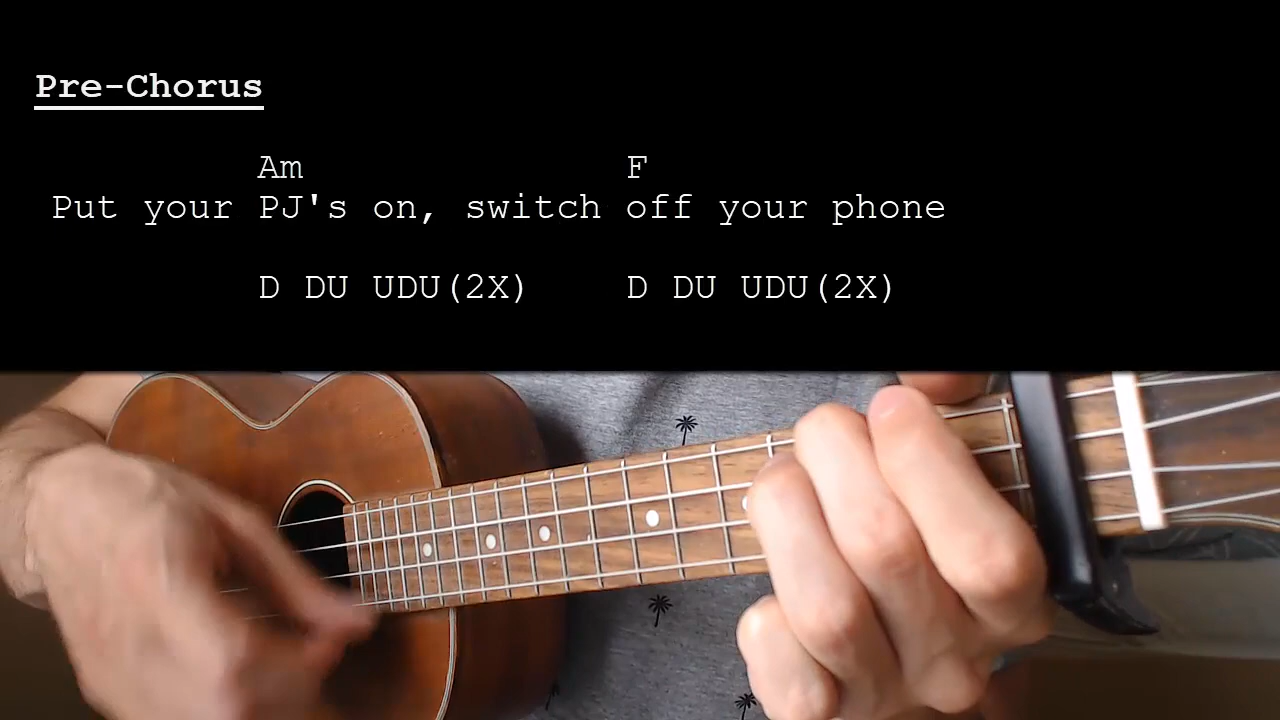 Pre-Chorus
Am F
Put your PJ's on, switch off your phone
D DU UDU(2X) D DU UDU(2X)